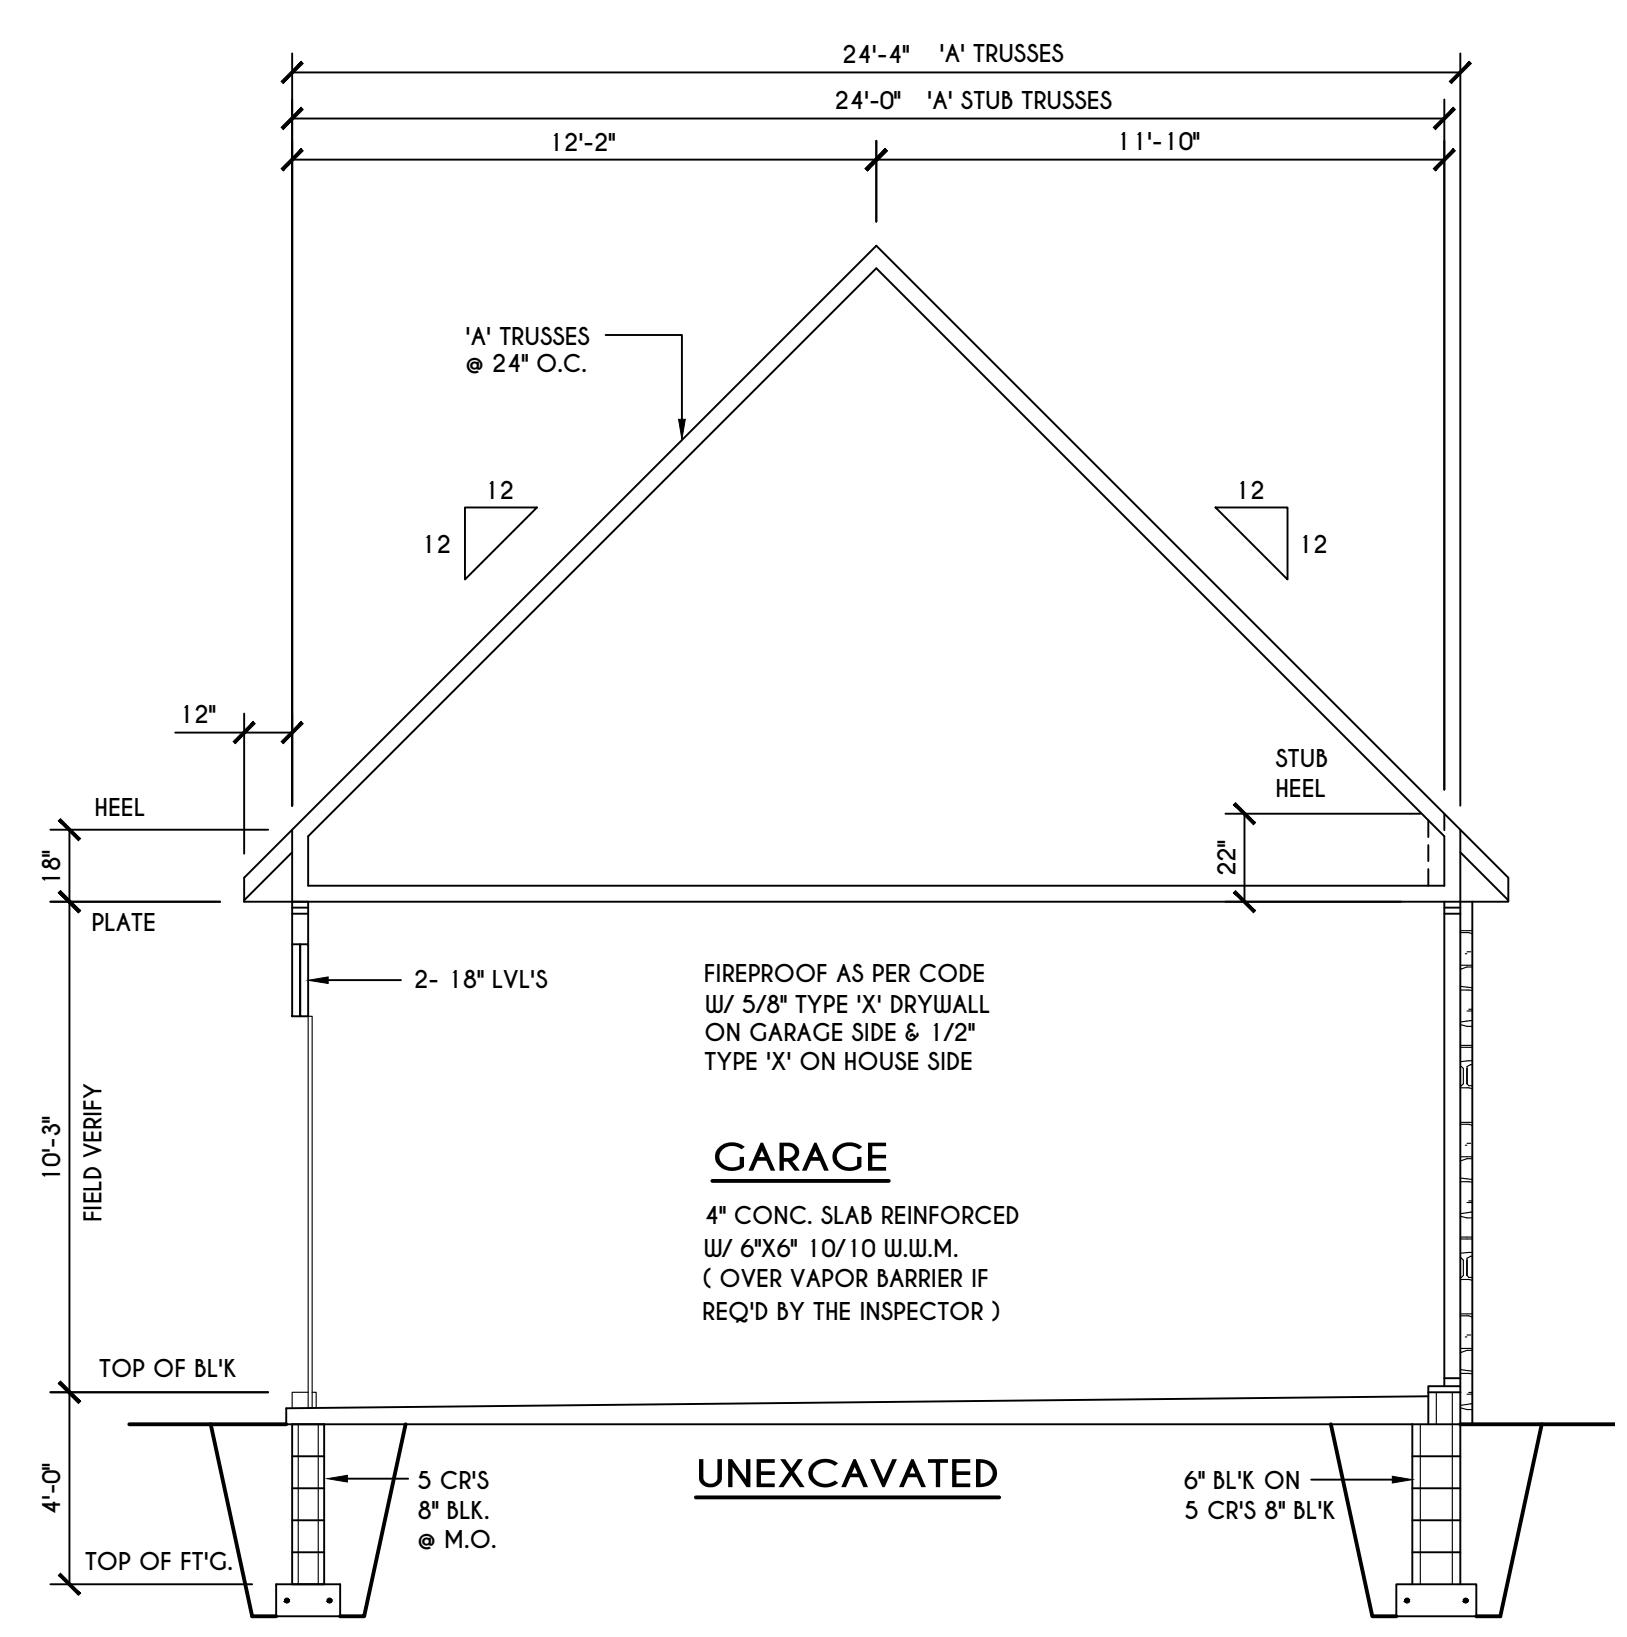 24'-4" 'A' TRUSSES
24'-0" 'A' STUB TRUSSES
12'-2"
11'-10"
'A' TRUSSES
@ 24" O.C.
12
12
12
12
12"
HEEL
18"
PLATE
STUB
HEEL
22"
2- 18" LVL'S
FIREPROOF AS PER CODE
W/ 5/8" TYPE 'X' DRYWALL
ON GARAGE SIDE & 1/2"
TYPE 'X' ON HOUSE SIDE
10'-3"
FIELD VERIFY
GARAGE
4" CONC. SLAB REINFORCED
W/ 6"X6" 10/10 W.W.M.
( OVER VAPOR BARRIER IF
REQ'D BY THE INSPECTOR )
TOP OF BL'K
4'-0"
TOP OF FT'G.
5 CR'S
8" BLK.
@ M.O.
UNEXCAVATED
6" BL'K ON
5 CR'S 8" BL'K